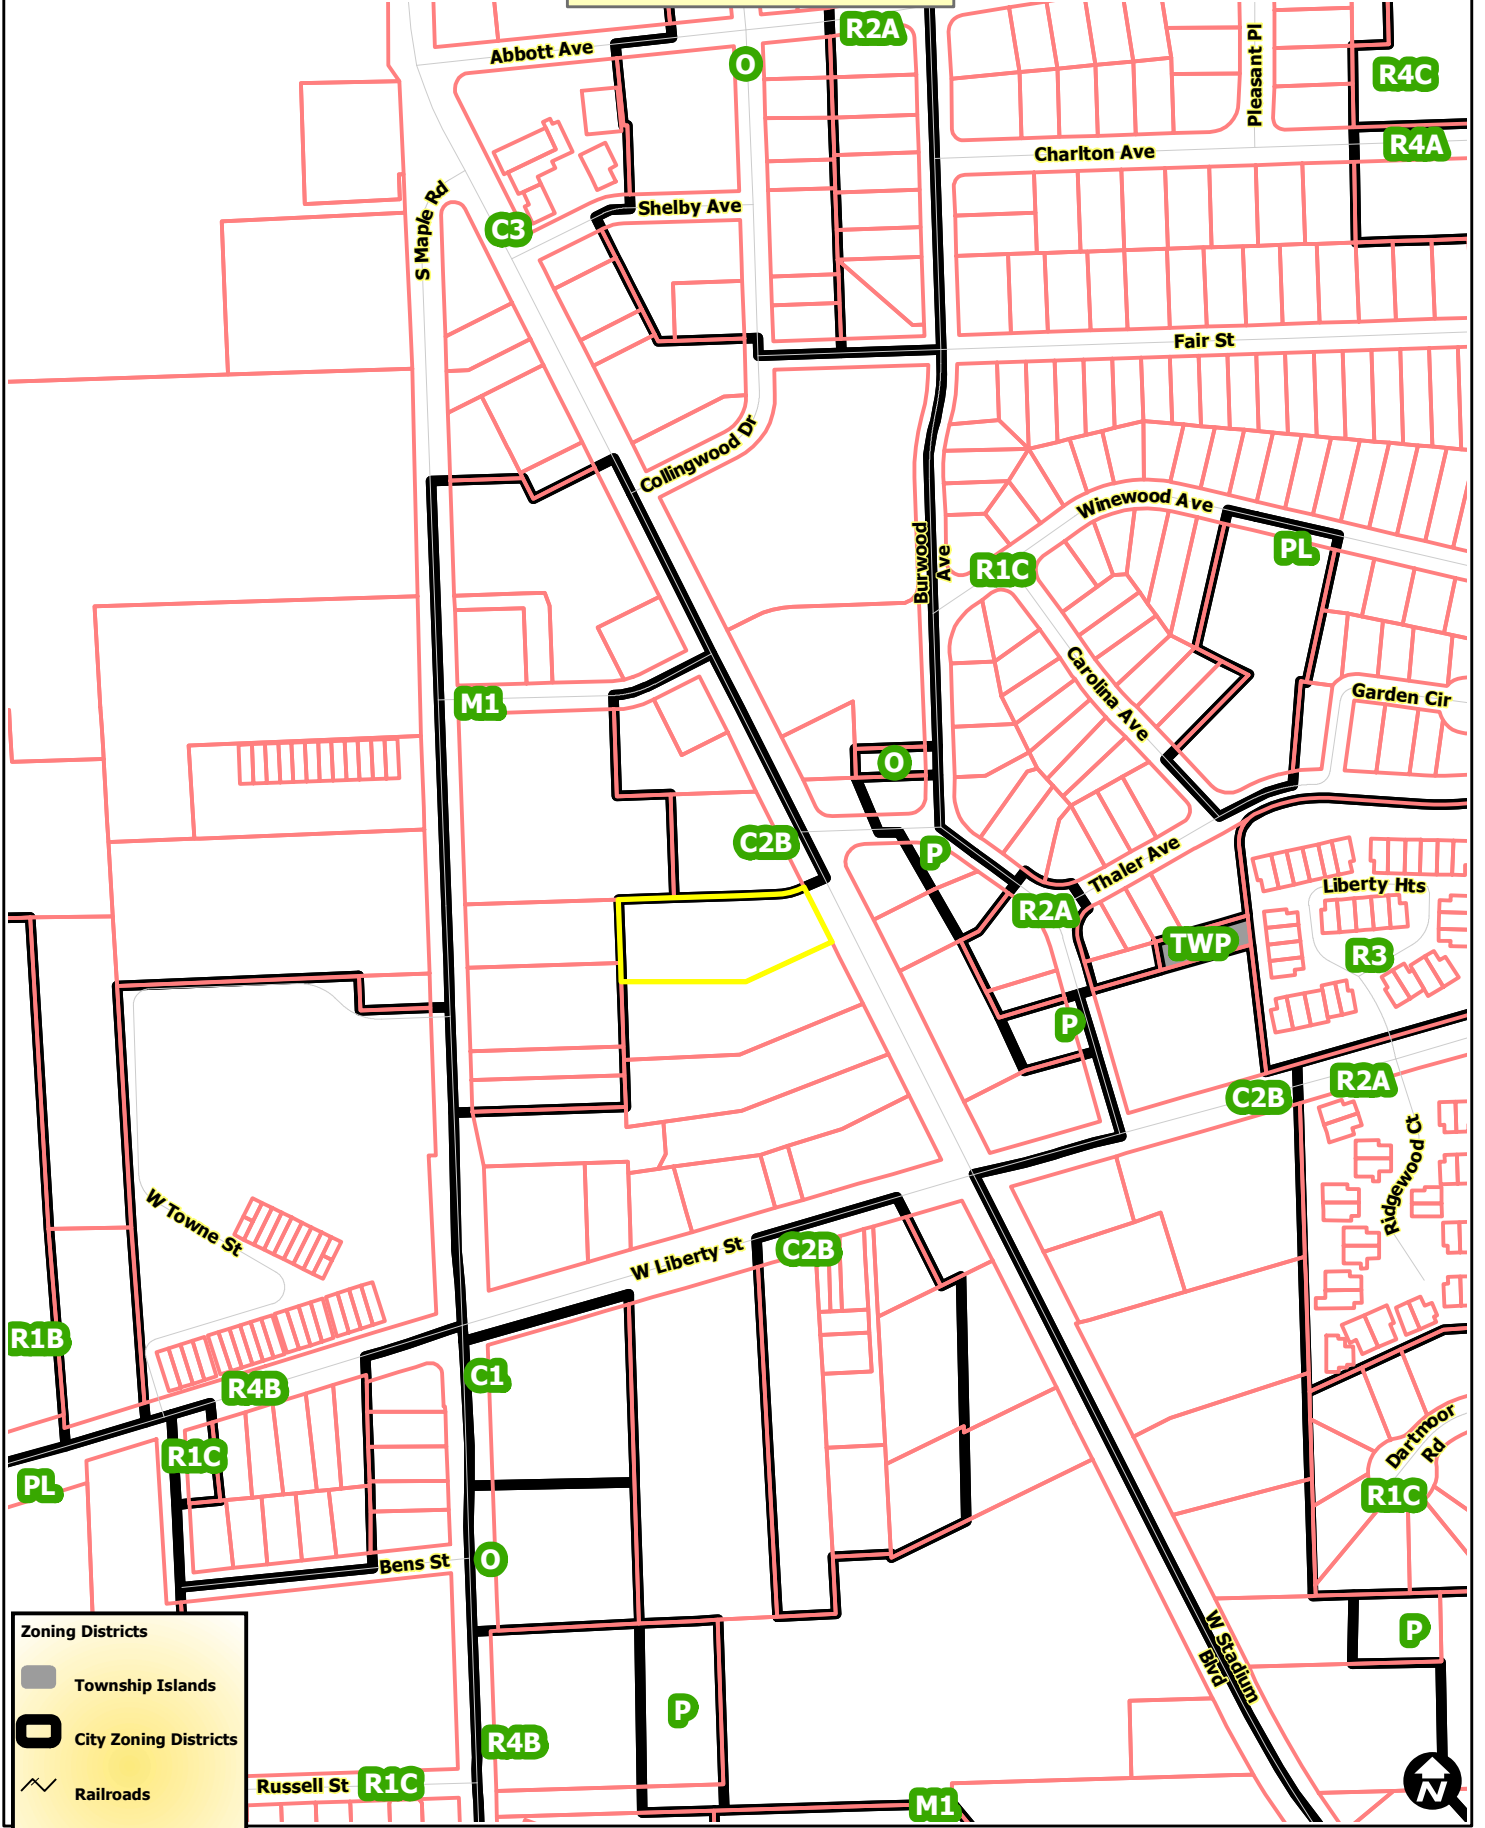 Abbott Ave
R2A
O
Pleasant Pl
R4C
R4A
Charlton Ave
S Maple Rd
Shelby Ave
C3
Fair St
Collingwood Dr
Winewood Ave
Burwood
Ave
R1C
PL
Carolina Ave
Garden Cir
M1
O
C2B
P
Thaler Ave
Liberty Hts
R2A
TWP
R3
P
C2B
R2A
Ridgewood Ct
W Towne St
W Liberty St
C2B
R1B
R4B
C1
R1C
PL
Dartmoor
Rd
R1C
Bens St
O
W Stadium
Blvd
P
P
R4B
Russell St
R1C
M1
N
Zoning Districts
Township Islands
City Zoning Districts
Railroads